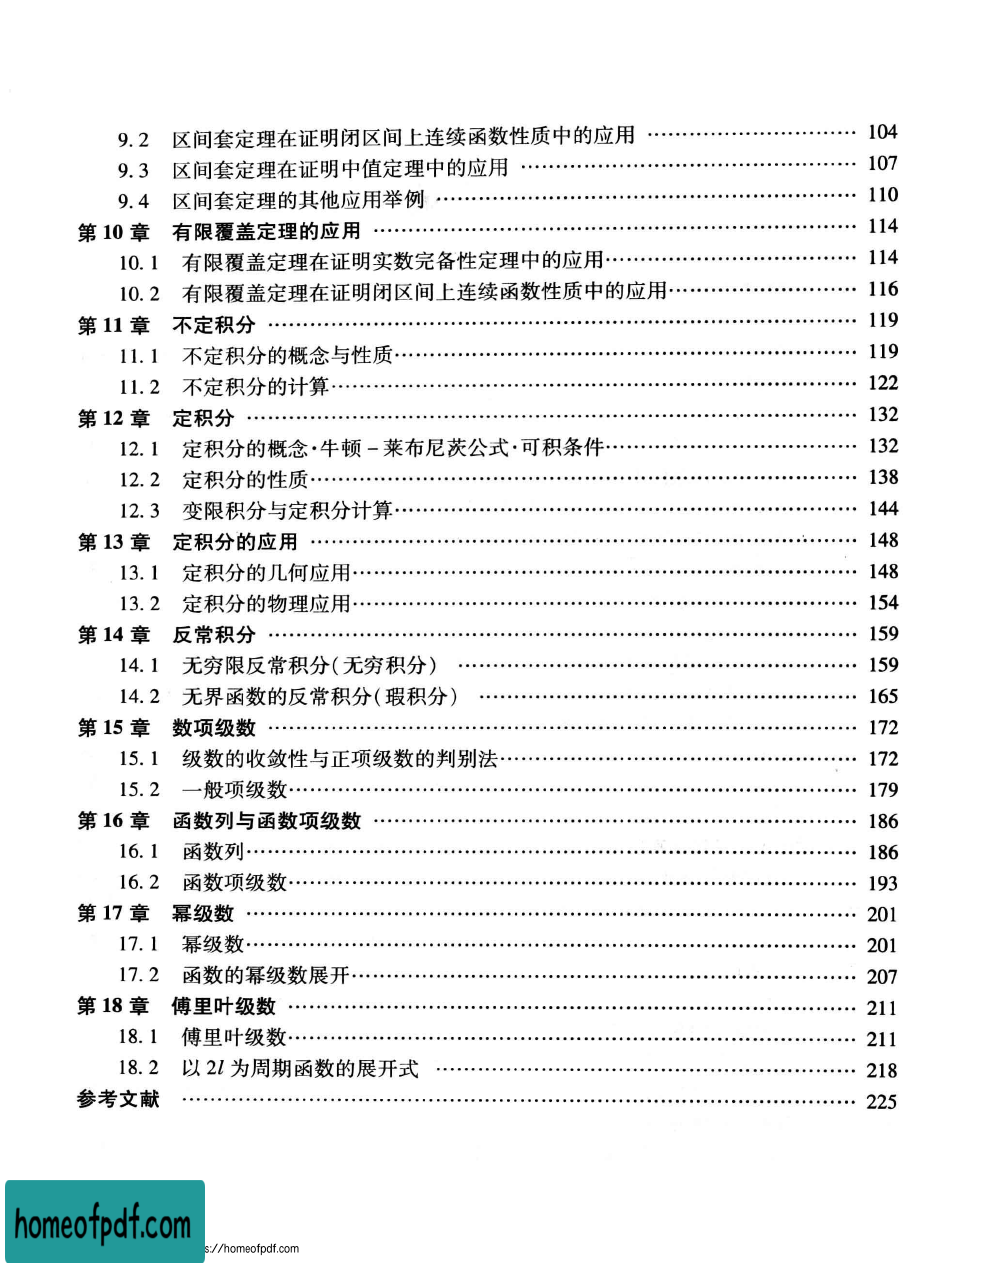 9.2 区间套定理在证明闭区间上连续函数性质中的应用 …………………………… 104
9.3 区间套定理在证明中值定理中的应用 …………………………… 107
9.4 区间套定理的其他应用举例 …………………………… 110
第10章 有限覆盖定理的应用 …………………………… 114
10.1 有限覆盖定理在证明实数完备性定理中的应用 …………………………… 114
10.2 有限覆盖定理在证明闭区间上连续函数性质中的应用 …………………………… 116
第11章 不定积分 …………………………… 119
11.1 不定积分的概念与性质 …………………………… 119
11.2 不定积分的计算 …………………………… 122
第12章 定积分 …………………………… 132
12.1 定积分的概念·牛顿－莱布尼茨公式·可积条件 …………………………… 132
12.2 定积分的性质 …………………………… 138
12.3 变限积分与定积分计算 …………………………… 144
第13章 定积分的应用 …………………………… 148
13.1 定积分的几何应用 …………………………… 148
13.2 定积分的物理应用 …………………………… 154
第14章 反常积分 …………………………… 159
14.1 无穷限反常积分(无穷积分) …………………………… 159
14.2 无界函数的反常积分(瑕积分) …………………………… 165
第15章 数项级数 …………………………… 172
15.1 级数的收敛性与正项级数的判别法 …………………………… 172
15.2 一般项级数 …………………………… 179
第16章 函数列与函数项级数 …………………………… 186
16.1 函数列 …………………………… 186
16.2 函数项级数 …………………………… 193
第17章 幂级数 …………………………… 201
17.1 幂级数 …………………………… 201
17.2 函数的幂级数展开 …………………………… 207
第18章 傅里叶级数 …………………………… 211
18.1 傅里叶级数 …………………………… 211
18.2 以 2l 为周期函数的展开式 …………………………… 218
参考文献 …………………………… 225
homeofpdf.com
s://homeofpdf.com